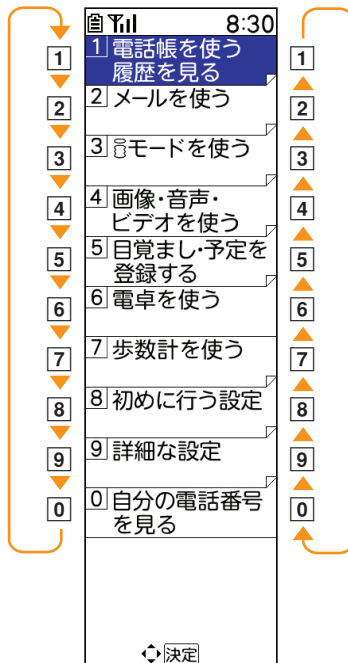 8:30
1 電話帳を使う
履歴を見る
2 メールを使う
3 iモードを使う
4 画像・音声・
ビデオを使う
5 目覚まし・予定を
登録する
6 電卓を使う
7 歩数計を使う
8 初めに行う設定
9 詳細な設定
0 自分の電話番号
を見る
決定
1
2
3
4
5
6
7
8
9
0
1
2
3
4
5
6
7
8
9
0